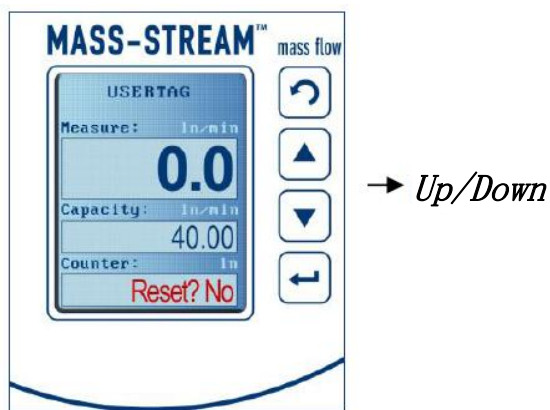 MASS-STREAM™ mass flow
USERTAG
Measure: ln/min
0.0
Capacity: ln/min
40.00
Counter: ln
Reset? No
→ Up/Down